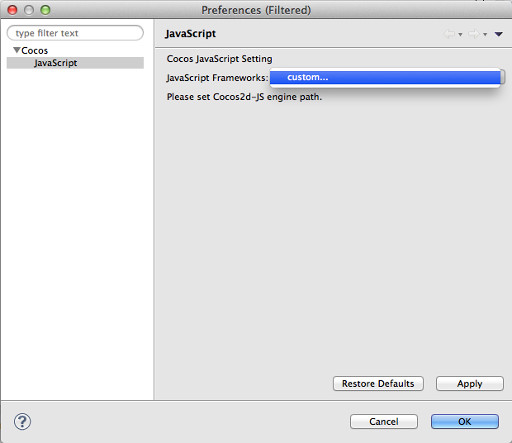 Preferences (Filtered)
type filter text
Cocos
JavaScript
JavaScript
Cocos JavaScript Setting
JavaScript Frameworks:
custom...
Please set Cocos2d-JS engine path.
Restore Defaults
Apply
?
Cancel
OK